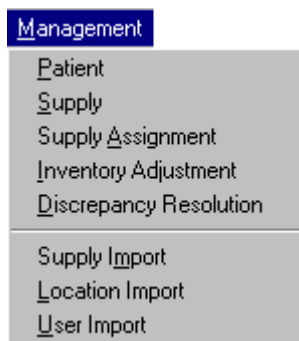 Management
Patient
Supply
Supply Assignment
Inventory Adjustment
Discrepancy Resolution
Supply Import
Location Import
User Import